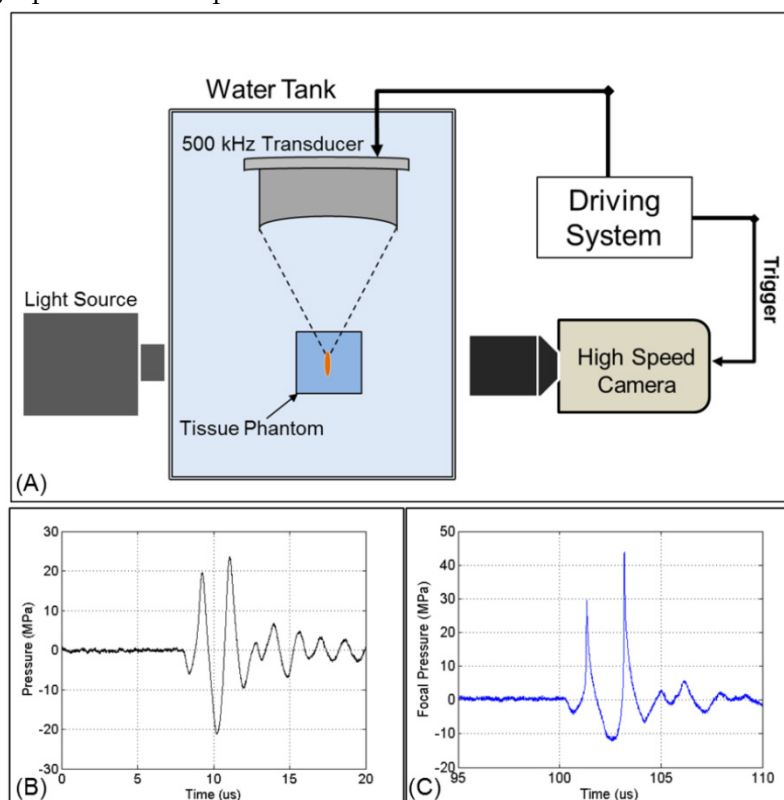 Water Tank
500 kHz Transducer
Driving
System
Trigger
Light Source
High Speed
Camera
Tissue Phantom
(A)
30
20
10
0
-10
-20
-30
0
5
10
15
20
Pressure (MPa)
Time (us)
(B)
50
40
30
20
10
0
-10
-20
95
100
105
110
Focal Pressure (MPa)
Time (us)
(C)